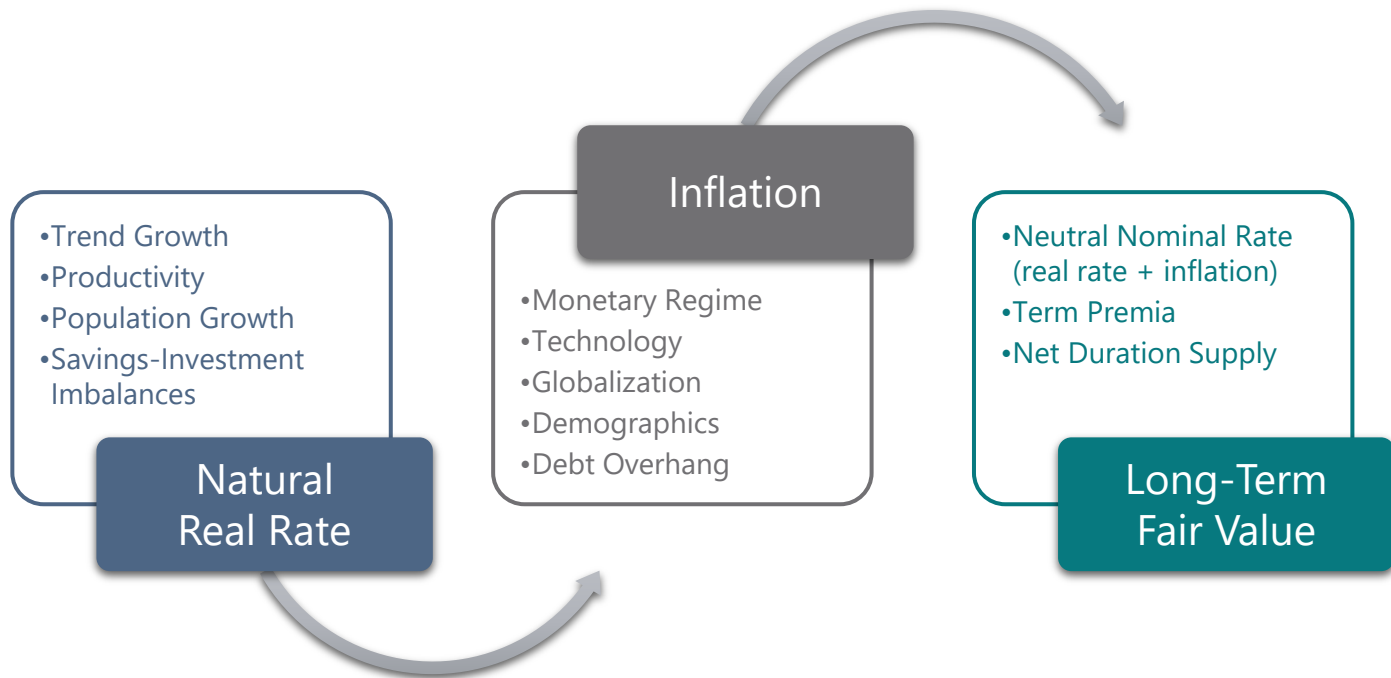 •Trend Growth
•Productivity
•Population Growth
•Savings-Investment
Imbalances
Natural
Real Rate
Inflation
•Monetary Regime
•Technology
•Globalization
•Demographics
•Debt Overhang
•Neutral Nominal Rate
(real rate + inflation)
•Term Premia
•Net Duration Supply
Long-Term
Fair Value